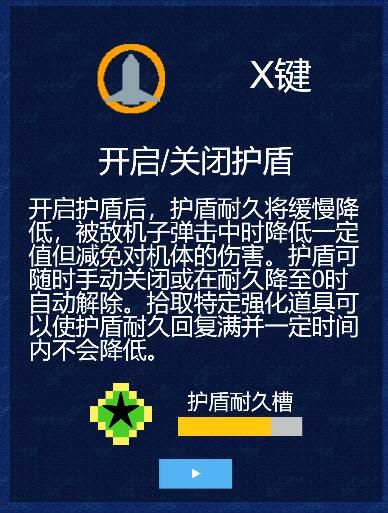 X键
开启/关闭护盾
开启护盾后，护盾耐久将缓慢降
低，被敌机子弹击中时降低一定
值但减免对机体的伤害。护盾可
随时手动关闭或在耐久降至0时
自动解除。拾取特定强化道具可
以使护盾耐久回复满并一定时间
内不会降低。
护盾耐久槽